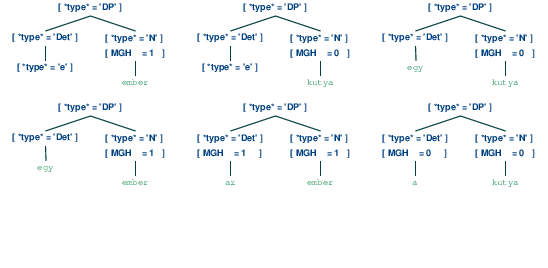 [ *type* = 'DP' ] [ *type* = 'DP' ] [ *type* = 'DP' ]
[ *type* = 'Det' ] [ *type* = 'N' ] [ *type* = 'Det' ] [ *type* = 'N' ] [ *type* = 'Det' ] [ *type* = 'N' ]
[ MGH = 1 ] [ MGH = 0 ] [ MGH = 0 ]
[ *type* = 'e' ] [ *type* = 'e' ] egy
ember kutya kutya
[ *type* = 'DP' ] [ *type* = 'DP' ] [ *type* = 'DP' ]
[ *type* = 'Det' ] [ *type* = 'N' ] [ *type* = 'Det' ] [ *type* = 'N' ] [ *type* = 'Det' ] [ *type* = 'N' ]
[ MGH = 1 ] [ MGH = 1 ] [ MGH = 1 ] [ MGH = 0 ] [ MGH = 0 ]
egy
ember az ember a kutya